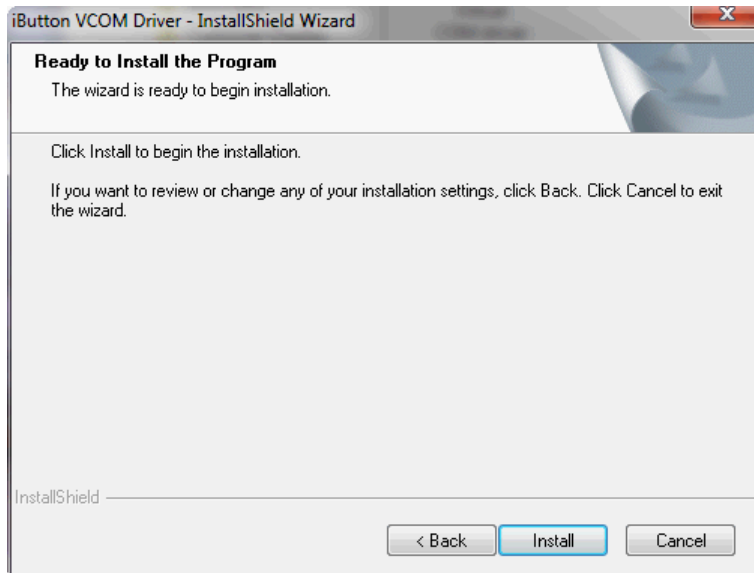 iButton VCOM Driver - InstallShield Wizard
Ready to Install the Program
The wizard is ready to begin installation.
Click Install to begin the installation.
If you want to review or change any of your installation settings, click Back. Click Cancel to exit
the wizard.
InstallShield
< Back Install Cancel